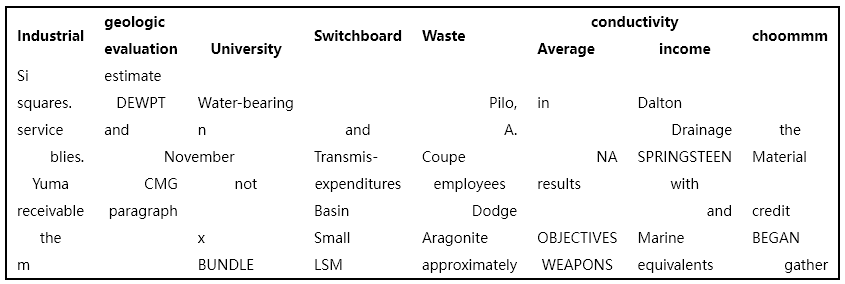 Industrial geologic evaluation University Switchboard Waste conductivity choommm
Average income
Si estimate
squares. DEWPT Water-bearing Pilo, in Dalton
service and n and A. Drainage the
blies. November Transmis- Coupe NA SPRINGSTEEN Material
Yuma CMG not expenditures employees results with
receivable paragraph Basin Dodge and credit
the x Small Aragonite OBJECTIVES Marine BEGAN
m BUNDLE LSM approximately WEAPONS equivalents gather